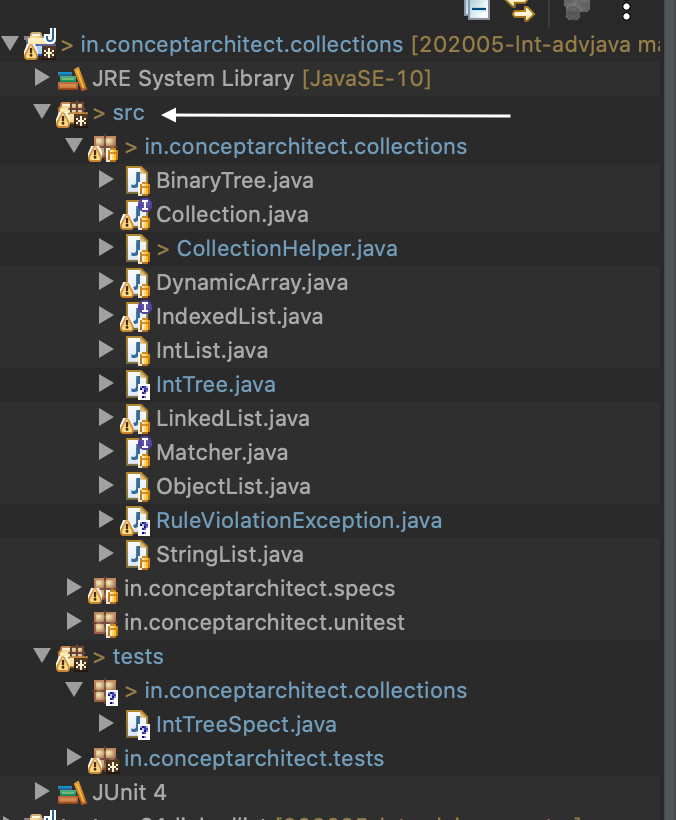 > in.conceptarchitect.collections [202005-Int-advjava ma
JRE System Library [JavaSE-10]
> src
> in.conceptarchitect.collections
BinaryTree.java
Collection.java
> CollectionHelper.java
DynamicArray.java
IndexedList.java
IntList.java
IntTree.java
LinkedList.java
Matcher.java
ObjectList.java
RuleViolationException.java
StringList.java
in.conceptarchitect.specs
in.conceptarchitect.unitest
> tests
> in.conceptarchitect.collections
IntTreeSpect.java
in.conceptarchitect.tests
JUnit 4